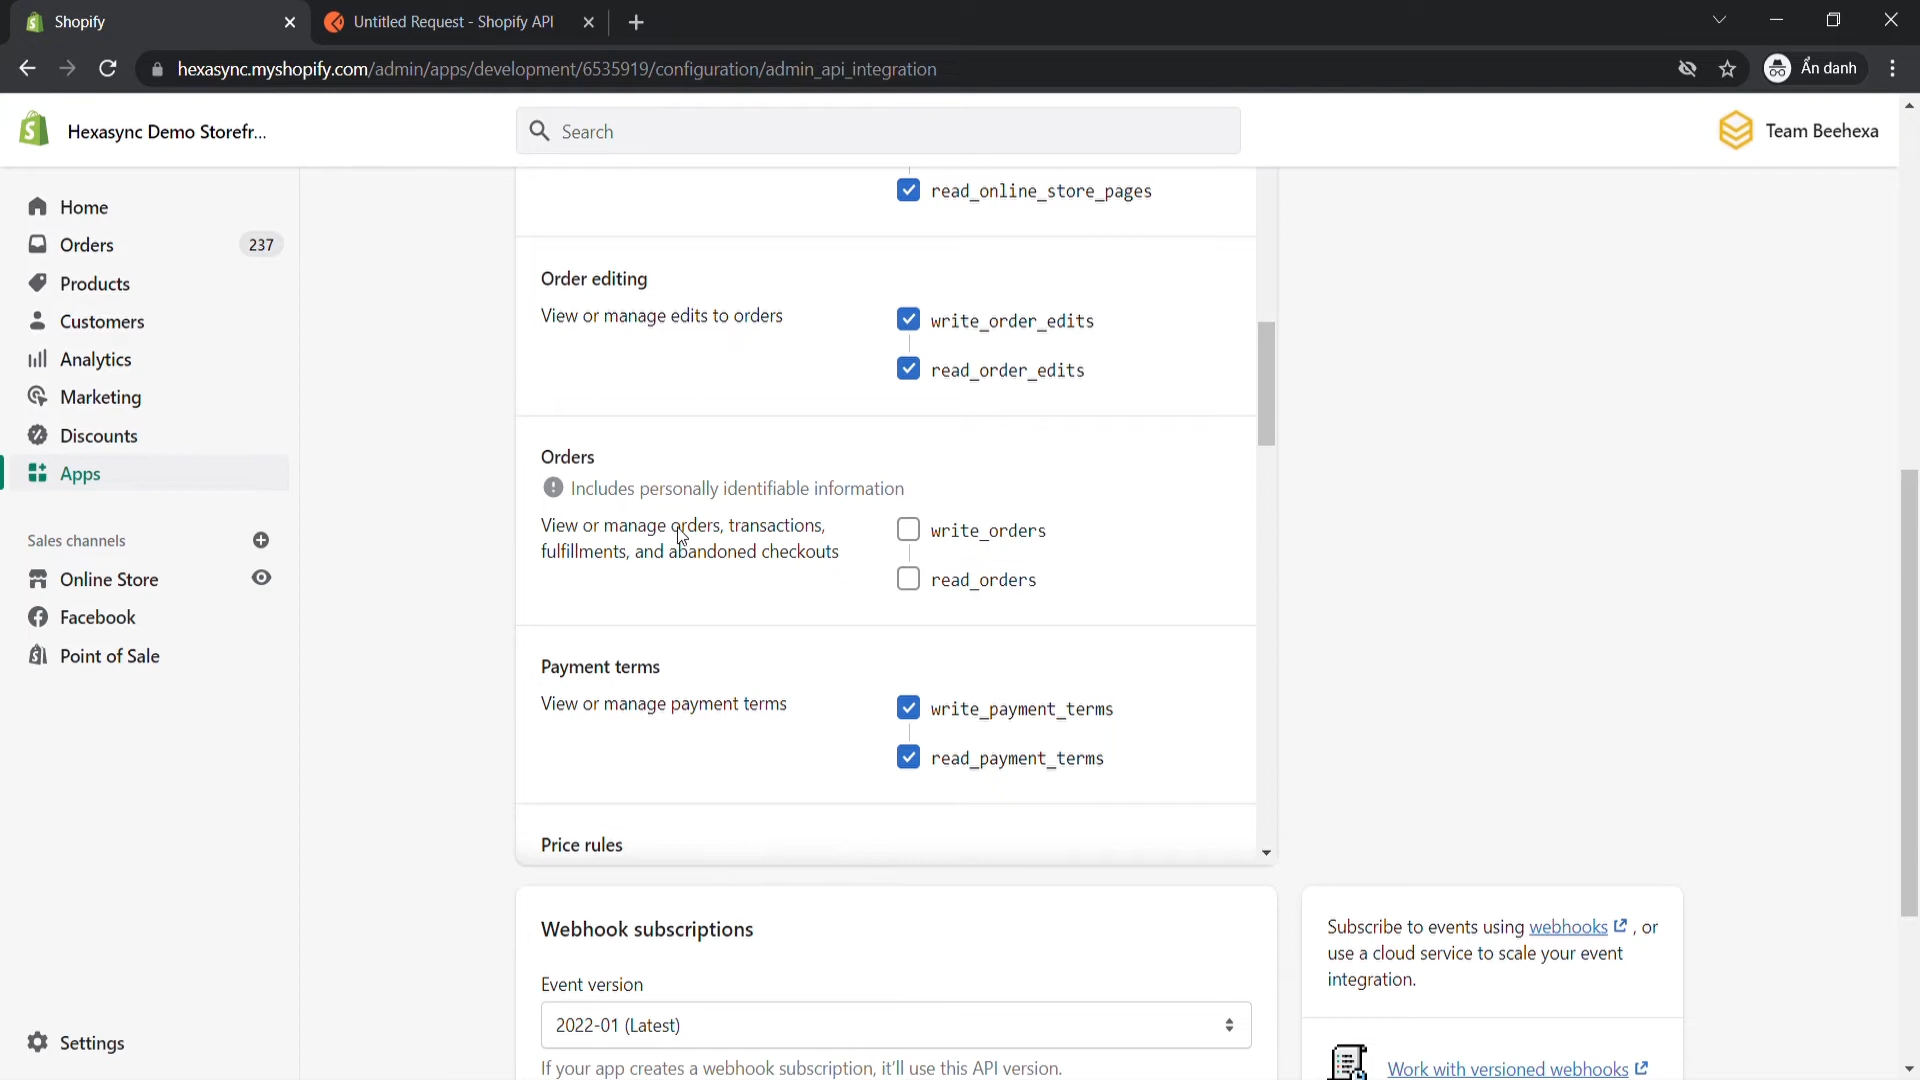 Shopify
Untitled Request - Shopify API
hexasync.myshopify.com/admin/apps/development/6535919/configuration/admin_api_integration
Ẩn danh
Hexasync Demo Storefr...
Search
Team Beehexa
Home
Orders
237
Products
Customers
Analytics
Marketing
Discounts
Apps
Sales channels
Online Store
Facebook
Point of Sale
Settings
read_online_store_pages
Order editing
View or manage edits to orders
write_order_edits
read_order_edits
Orders
Includes personally identifiable information
View or manage orders, transactions,
fulfillments, and abandoned checkouts
write_orders
read_orders
Payment terms
View or manage payment terms
write_payment_terms
read_payment_terms
Price rules
Webhook subscriptions
Event version
2022-01 (Latest)
If your app creates a webhook subscription, it'll use this API version.
Subscribe to events using webhooks , or
use a cloud service to scale your event
integration.
Work with versioned webhooks